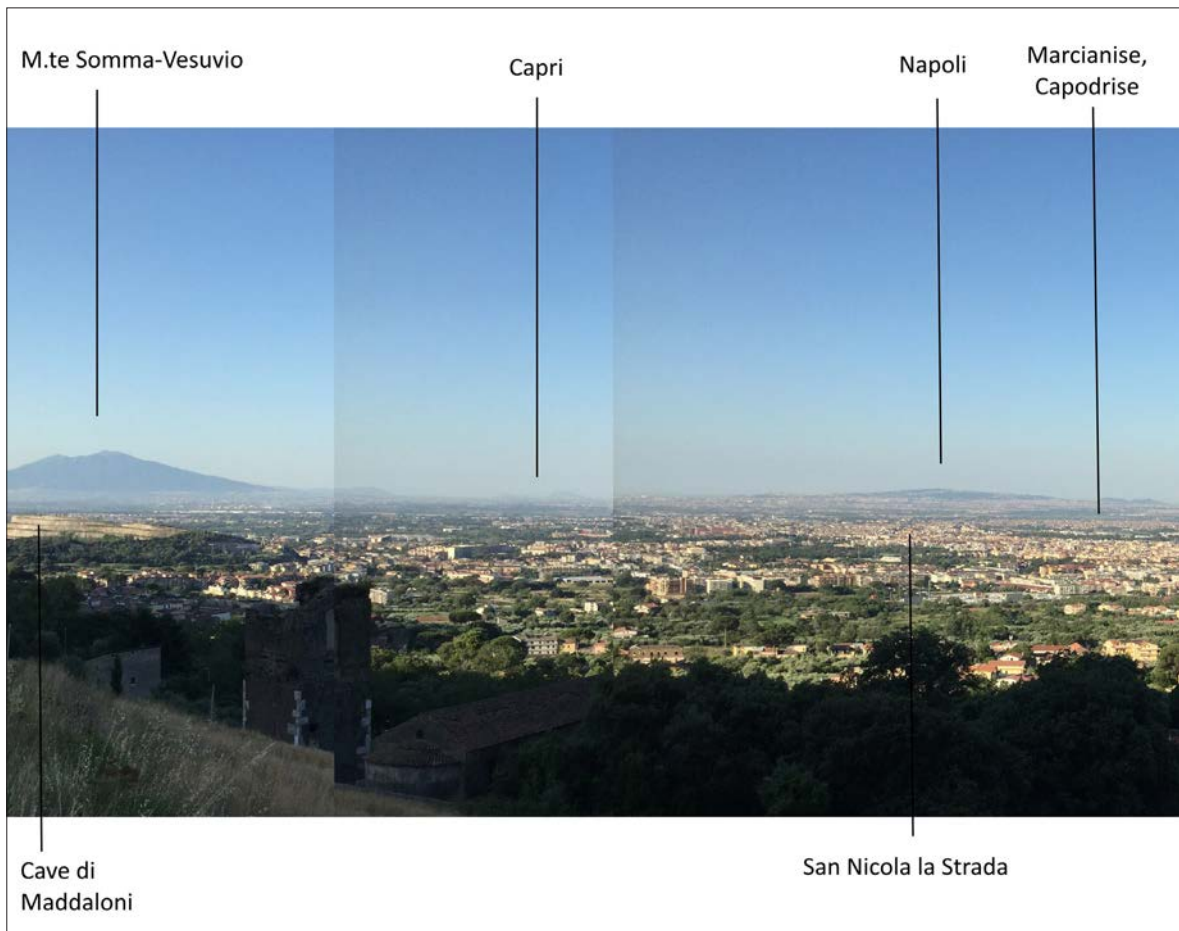 M.te Somma-Vesuvio
Capri
Napoli
Marcianise,
Capodrise
Cave di
Maddaloni
San Nicola la Strada